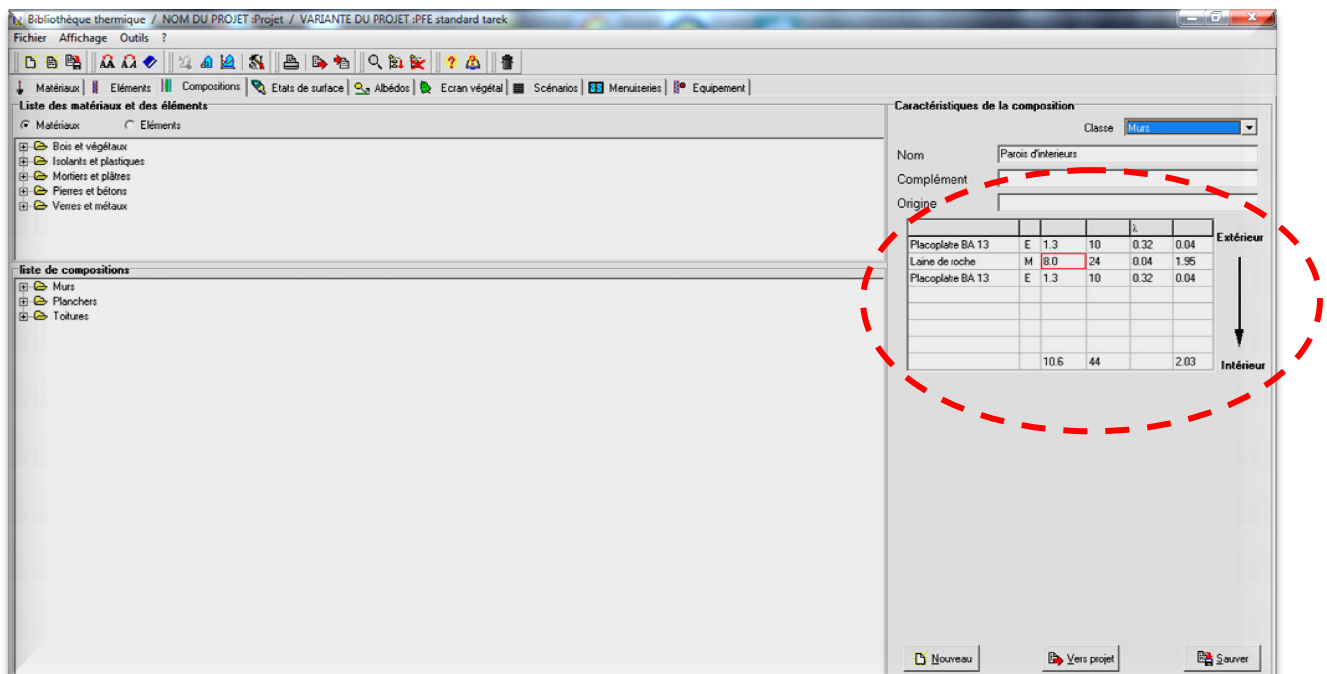 Bibliothèque thermique / NOM DU PROJET :Projet / VARIANTE DU PROJET :PFE standard tarek
Fichier Affichage Outils ?
Matériaux Eléments Compositions Etats de surface Albédos Ecran végétal Scénarios Menuiseries Equipement
Liste des matériaux et des éléments
Matériaux Eléments
Bois et végétaux
Isolants et plastiques
Mortiers et plâtres
Pierres et bétons
Verres et métaux
liste de compositions
Murs
Planchers
Toitures
Caractéristiques de la composition
Classe Murs
Nom Parois d'interieurs
Complément
Origine
λ
Extérieur
Placoplatre BA 13 E 1.3 10 0.32 0.04
Laine de roche M 8.0 24 0.04 1.95
Placoplatre BA 13 E 1.3 10 0.32 0.04
10.6 44 2.03
Intérieur
Nouveau Vers projet Sauver